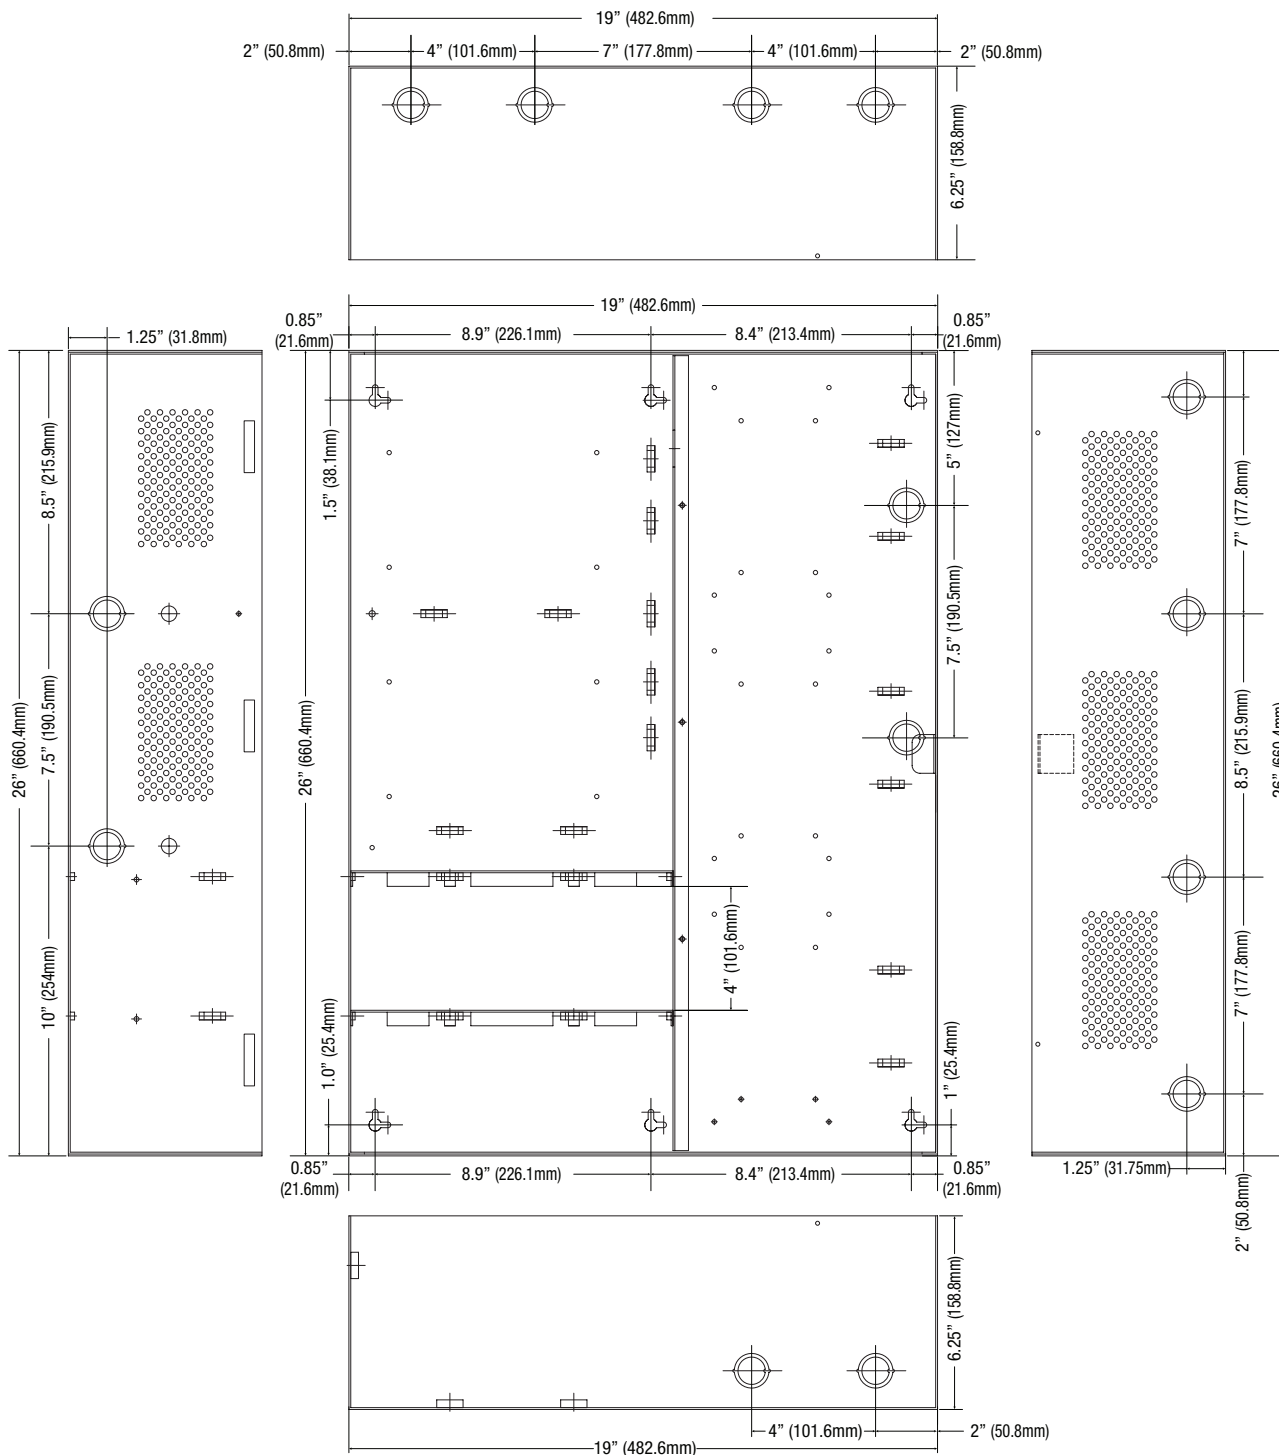 19” (482.6mm)
2” (50.8mm)
4” (101.6mm)
7” (177.8mm)
4” (101.6mm)
2” (50.8mm)
6.25” (158.8mm)
19” (482.6mm)
0.85”
(21.6mm)
8.9” (226.1mm)
8.4” (213.4mm)
0.85”
(21.6mm)
1.25” (31.8mm)
8.5” (215.9mm)
7.5” (190.5mm)
26” (660.4mm)
10” (254mm)
1.5” (38.1mm)
26” (660.4mm)
1.0” (25.4mm)
5” (127mm)
7.5” (190.5mm)
4” (101.6mm)
1” (25.4mm)
7” (177.8mm)
8.5” (215.9mm)
26” (660.4mm)
7” (177.8mm)
1.25” (31.75mm)
2” (50.8mm)
0.85”
(21.6mm)
8.9” (226.1mm)
8.4” (213.4mm)
0.85”
(21.6mm)
6.25” (158.8mm)
4” (101.6mm)
2” (50.8mm)
19” (482.6mm)